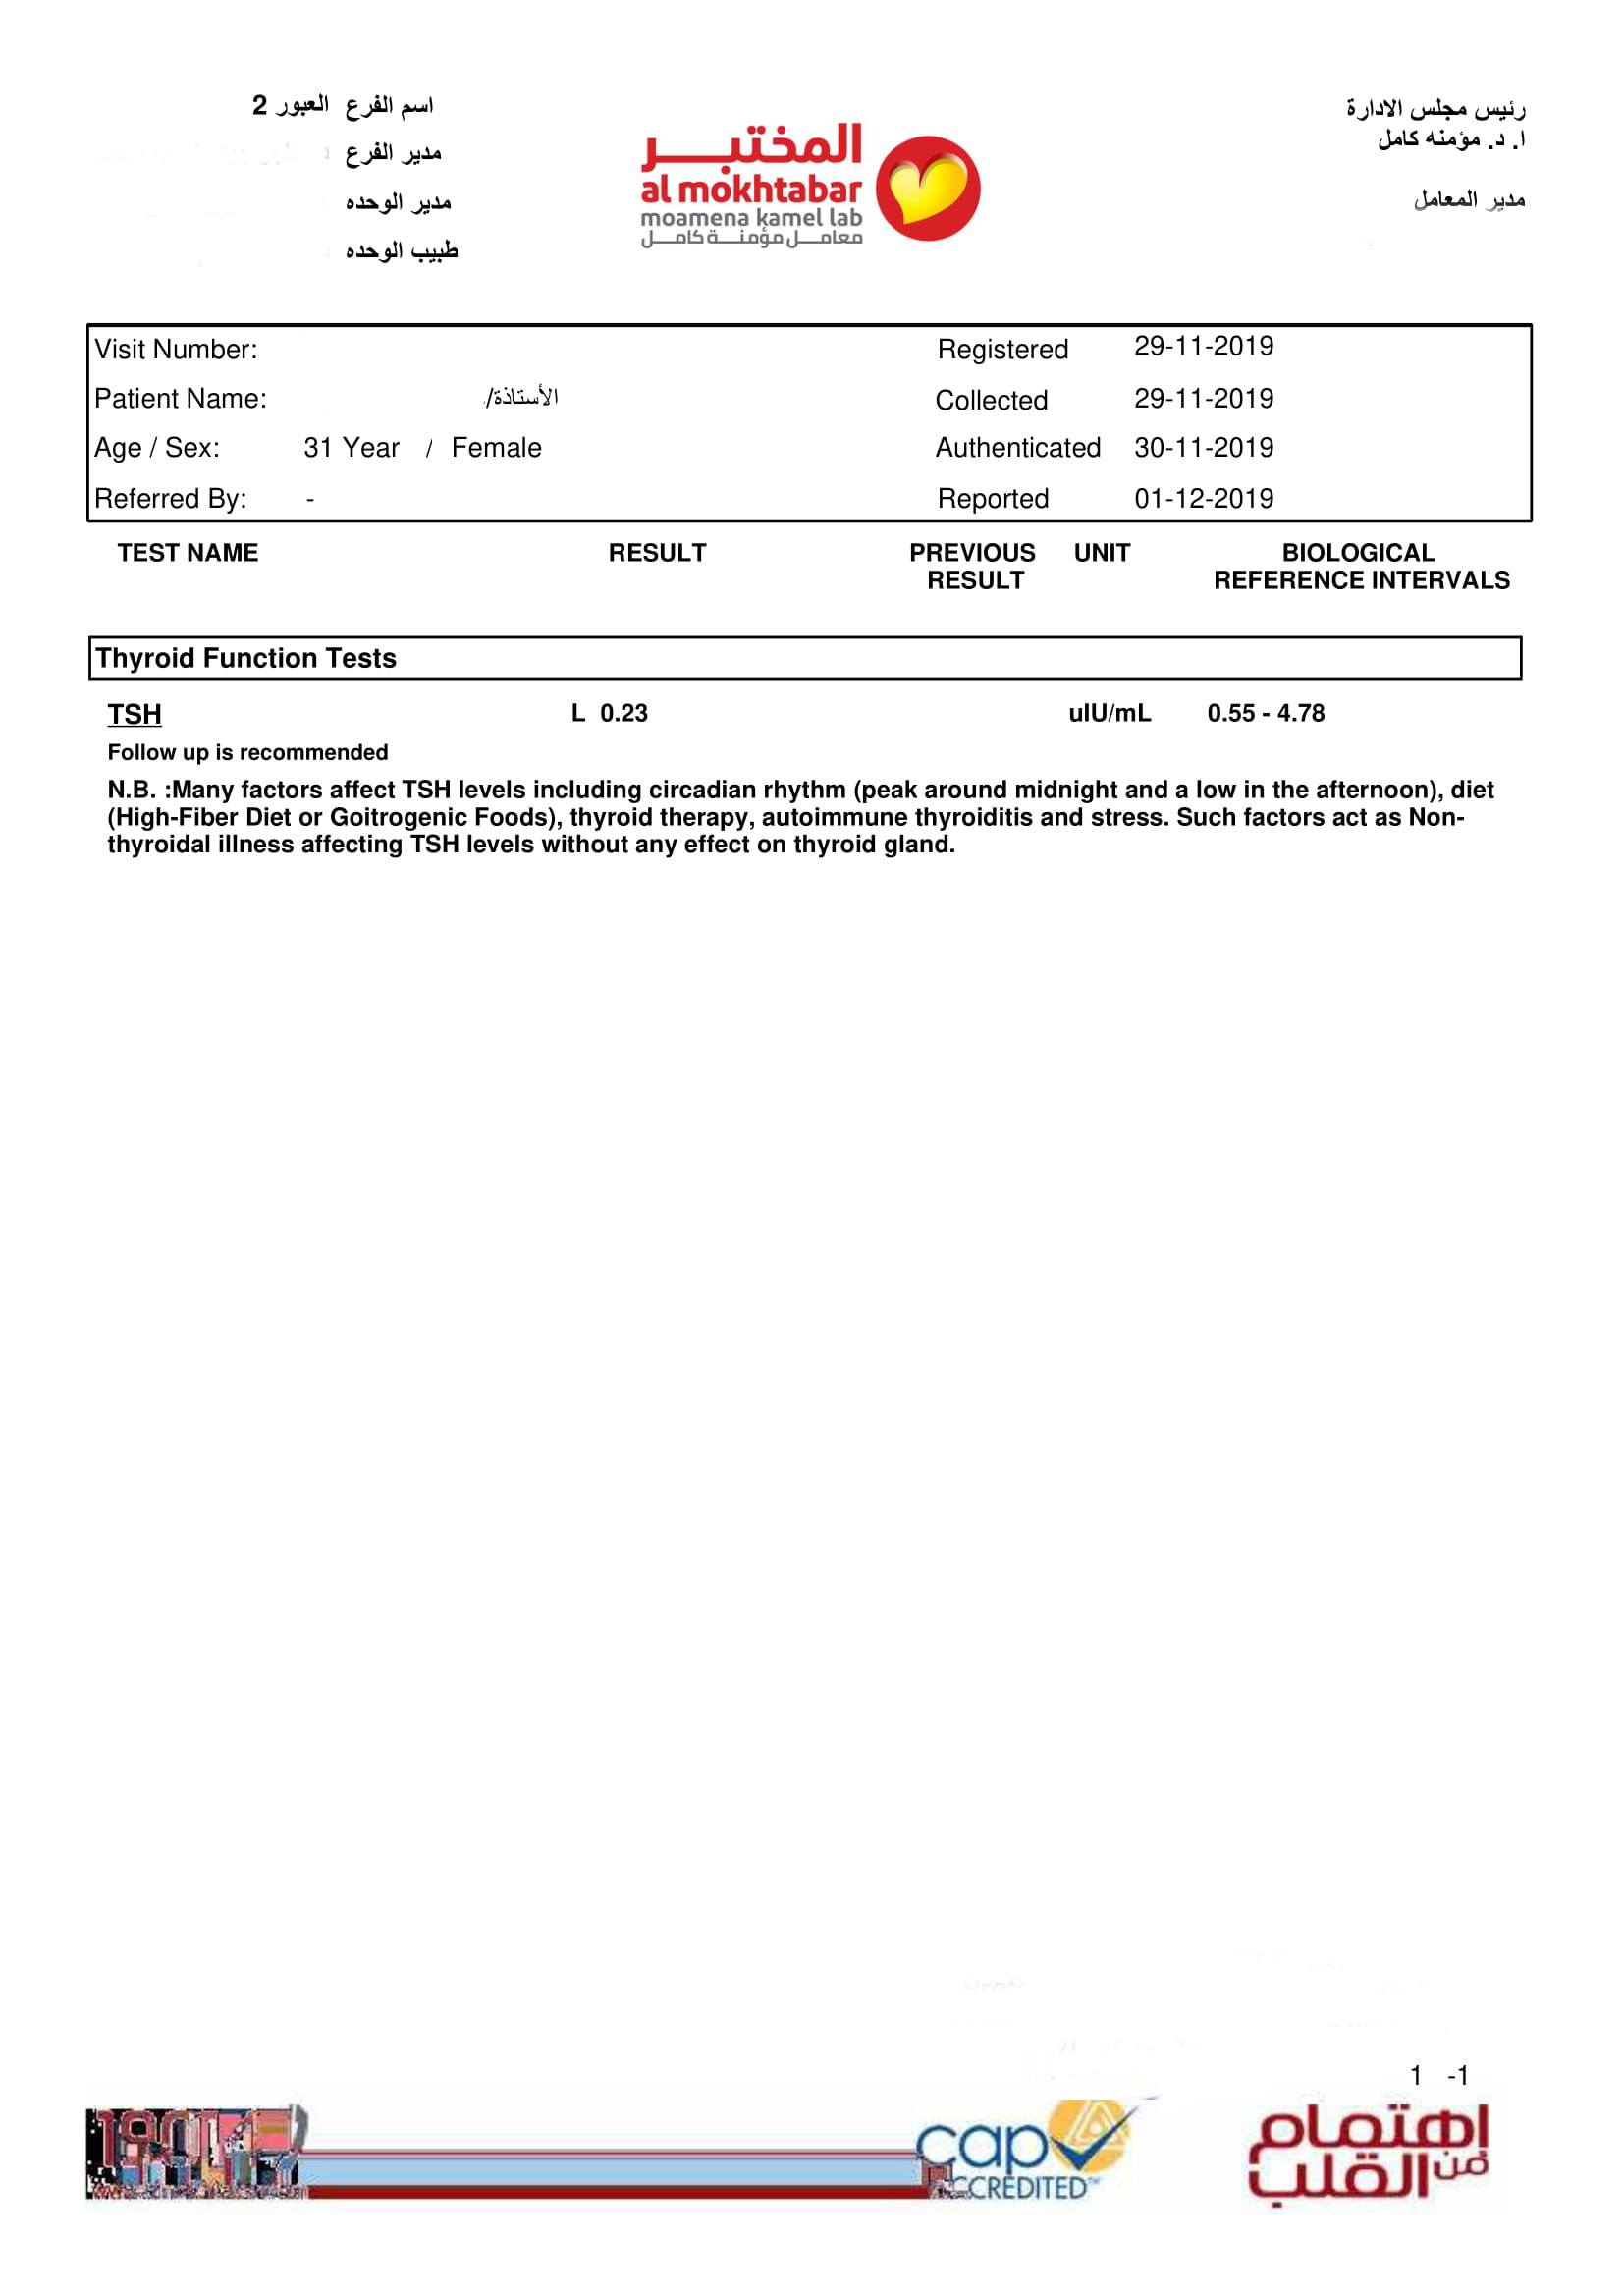 اسم الفرع العبور 2
مدير الفرع
مدير الوحده
طبيب الوحده
المختبر
al mokhtabar
moamena kamel lab
معامل مؤمنة كامل
رئيس مجلس الادارة
ا. د. مؤمنه كامل
مدير المعامل
Visit Number:
Registered 29-11-2019
Patient Name: الأستاذة/
Collected 29-11-2019
Age / Sex: 31 Year / Female
Authenticated 30-11-2019
Referred By: -
Reported 01-12-2019
TEST NAME RESULT PREVIOUS UNIT BIOLOGICAL
RESULT REFERENCE INTERVALS
Thyroid Function Tests
TSH L 0.23 uIU/mL 0.55 - 4.78
Follow up is recommended
N.B. :Many factors affect TSH levels including circadian rhythm (peak around midnight and a low in the afternoon), diet
(High-Fiber Diet or Goitrogenic Foods), thyroid therapy, autoimmune thyroiditis and stress. Such factors act as Non-
thyroidal illness affecting TSH levels without any effect on thyroid gland.
1 -1
cap
ACCREDITED™
إهتمام
من القلب